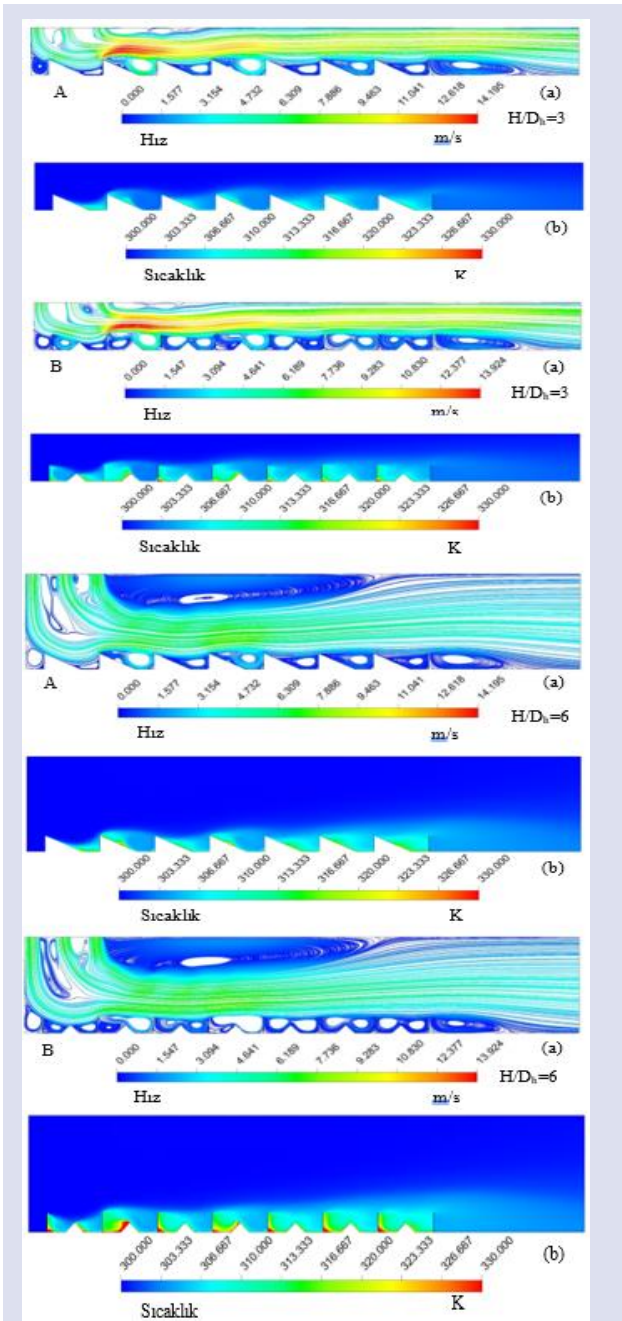 A (a)
0.000 1.577 3.154 4.732 6.309 7.886 9.463 11.041 12.618 14.195
H/Dₕ=3
Hız m/s
(b)
300.000 303.333 306.667 310.000 313.333 316.667 320.000 323.333 326.667 330.000
Sıcaklık K
B (a)
0.000 1.547 3.094 4.641 6.189 7.736 9.283 10.830 12.377 13.924
H/Dₕ=3
Hız m/s
(b)
300.000 303.333 306.667 310.000 313.333 316.667 320.000 323.333 326.667 330.000
Sıcaklık K
A (a)
0.000 1.577 3.154 4.732 6.309 7.886 9.463 11.041 12.618 14.195
H/Dₕ=6
Hız m/s
(b)
300.000 303.333 306.667 310.000 313.333 316.667 320.000 323.333 326.667 330.000
Sıcaklık K
B (a)
0.000 1.547 3.094 4.641 6.189 7.736 9.283 10.830 12.377 13.924
H/Dₕ=6
Hız m/s
(b)
300.000 303.333 306.667 310.000 313.333 316.667 320.000 323.333 326.667 330.000
Sıcaklık K